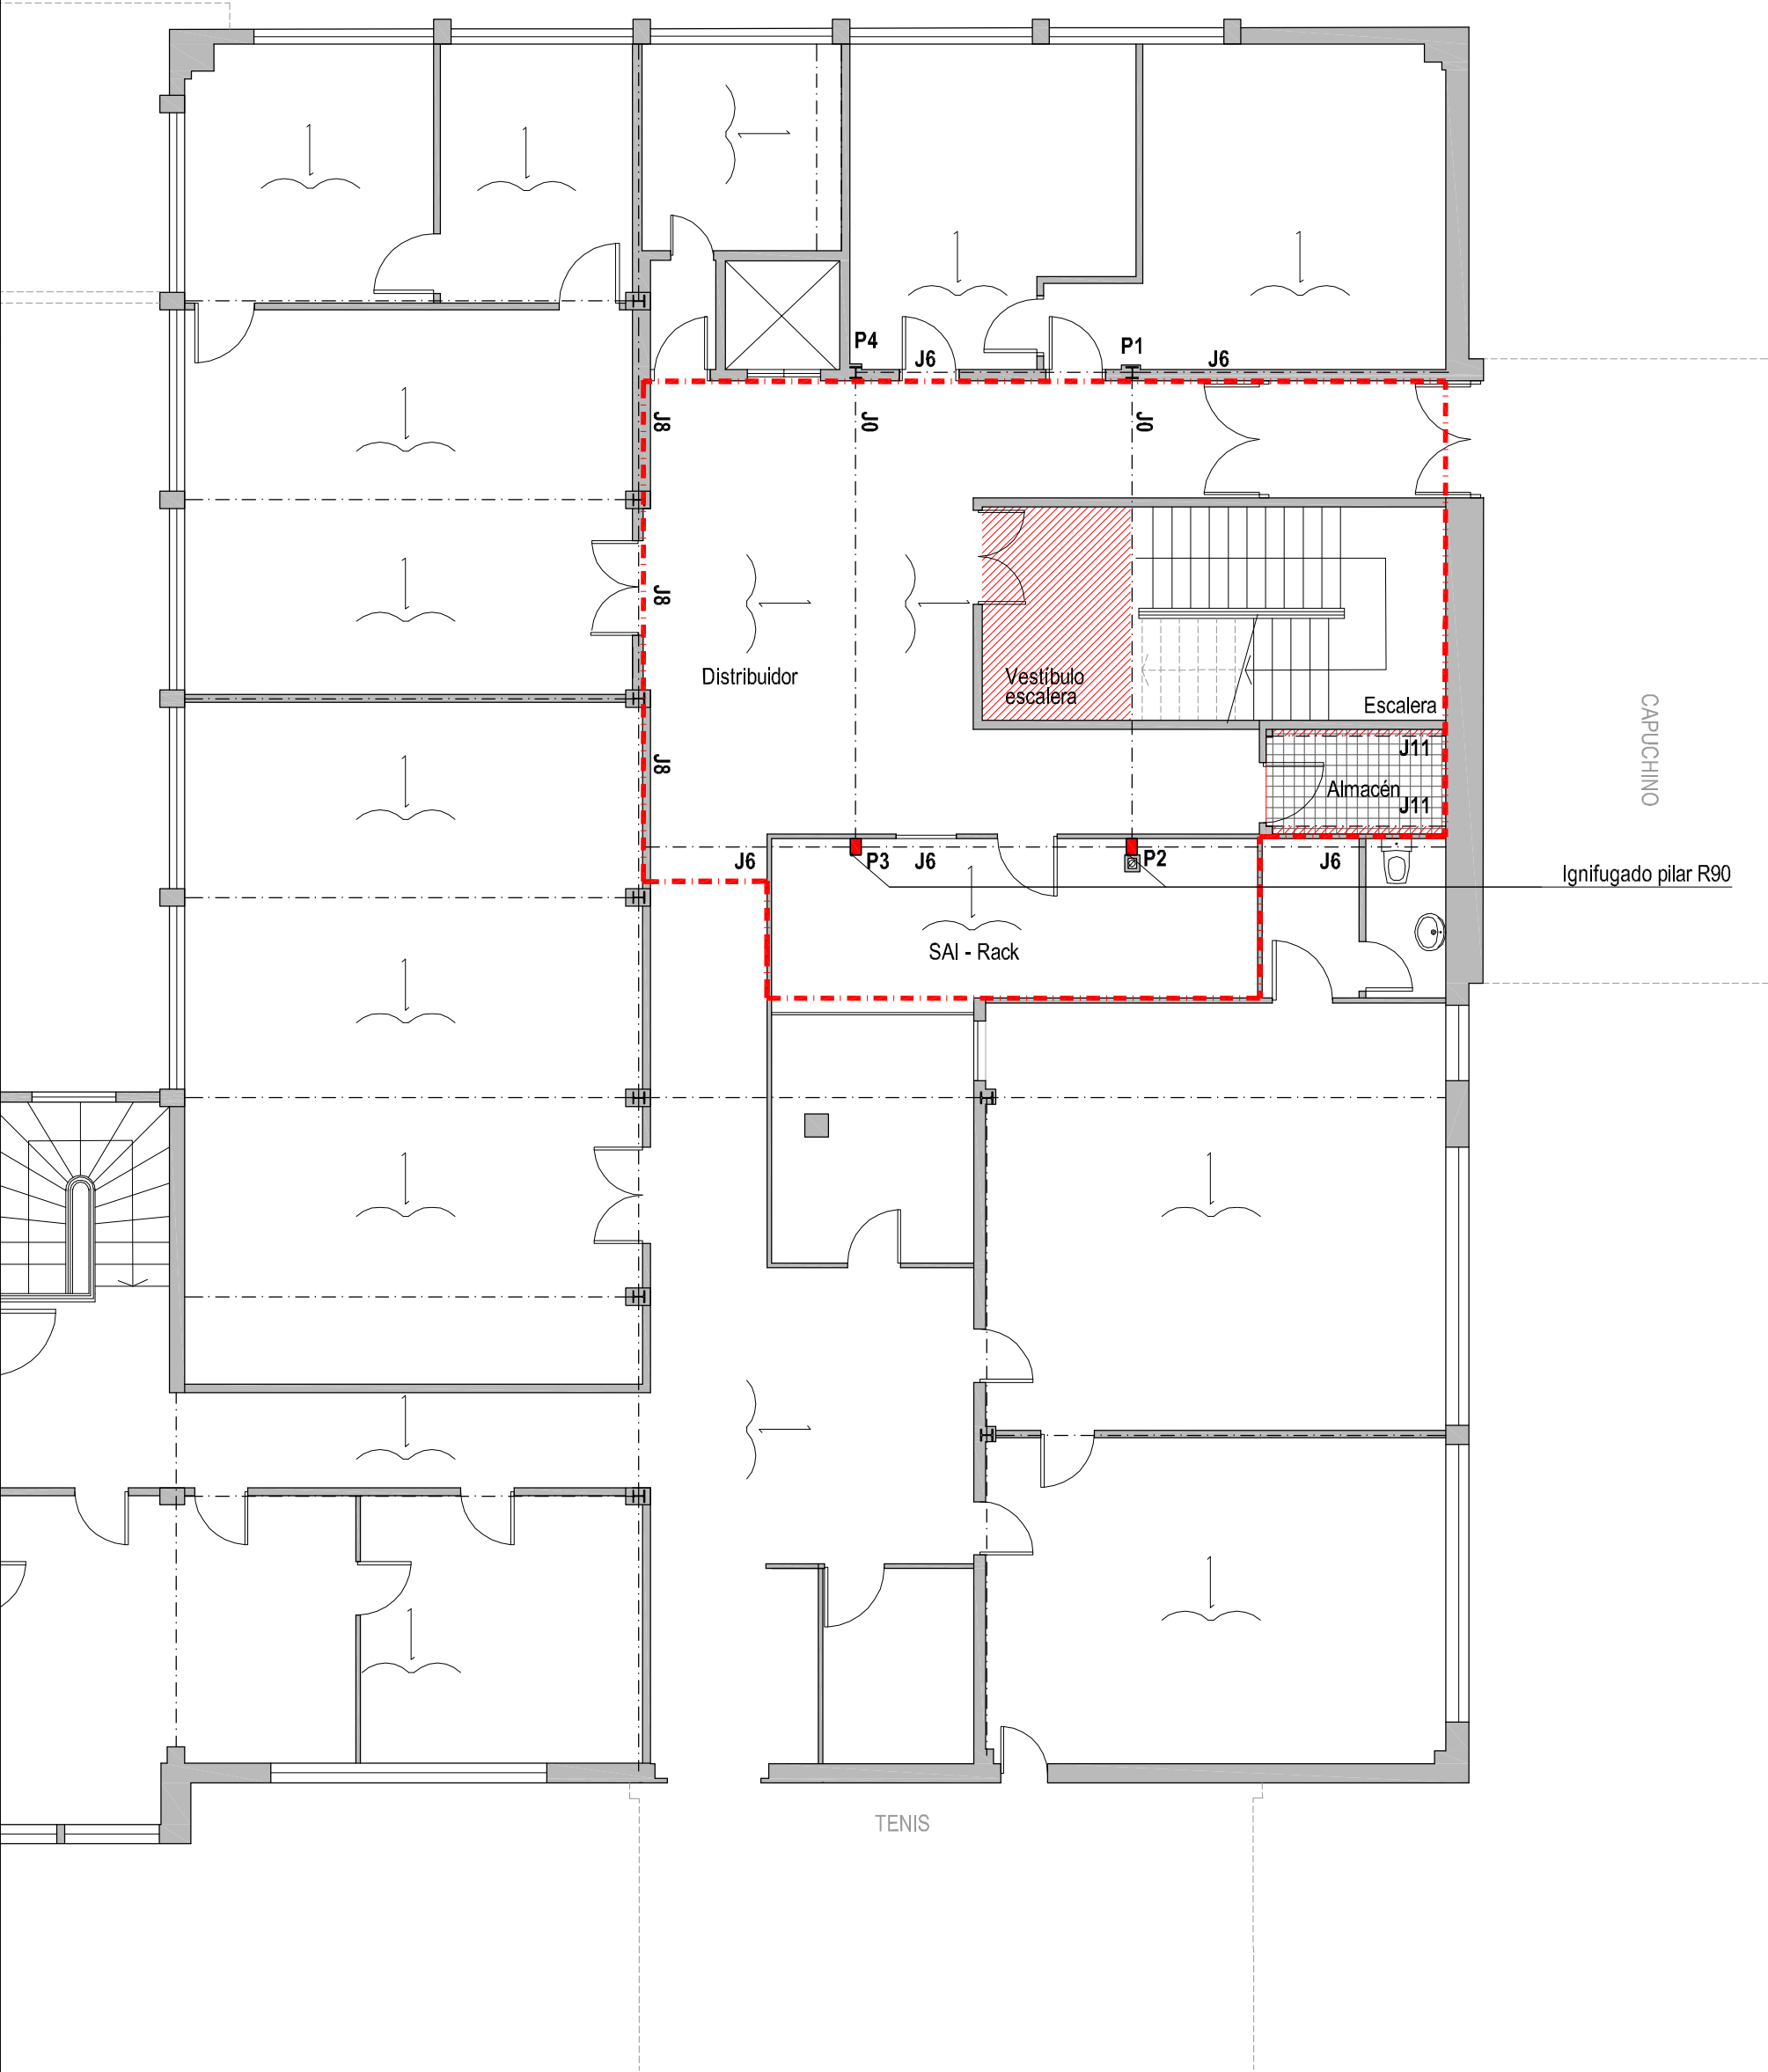 P4
J6
P1
J6
J8
J0
J0
J8
Distribuidor
Vestíbulo
escalera
Escalera
CAPUCHINO
J8
J11
Almacén
J11
J6
P3
J6
P2
J6
Ignifugado pilar R90
SAI - Rack
TENIS